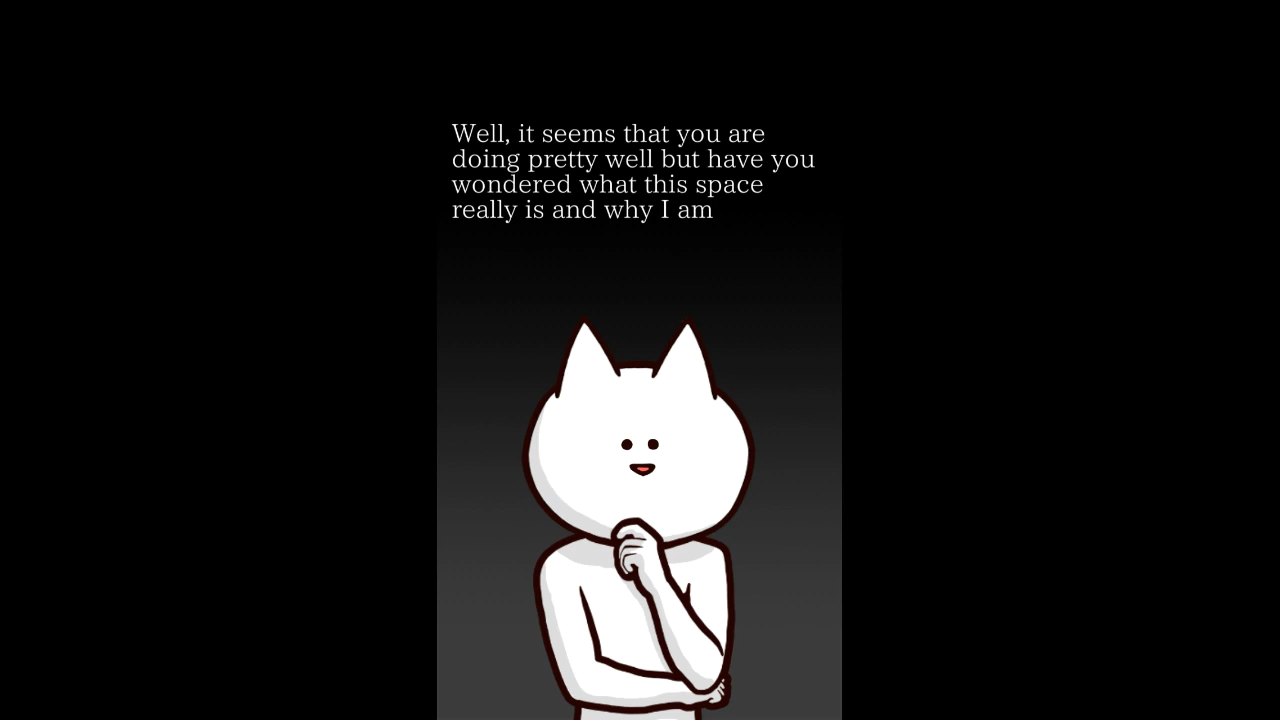 Well, it seems that you are
doing pretty well but have you
wondered what this space
really is and why I am